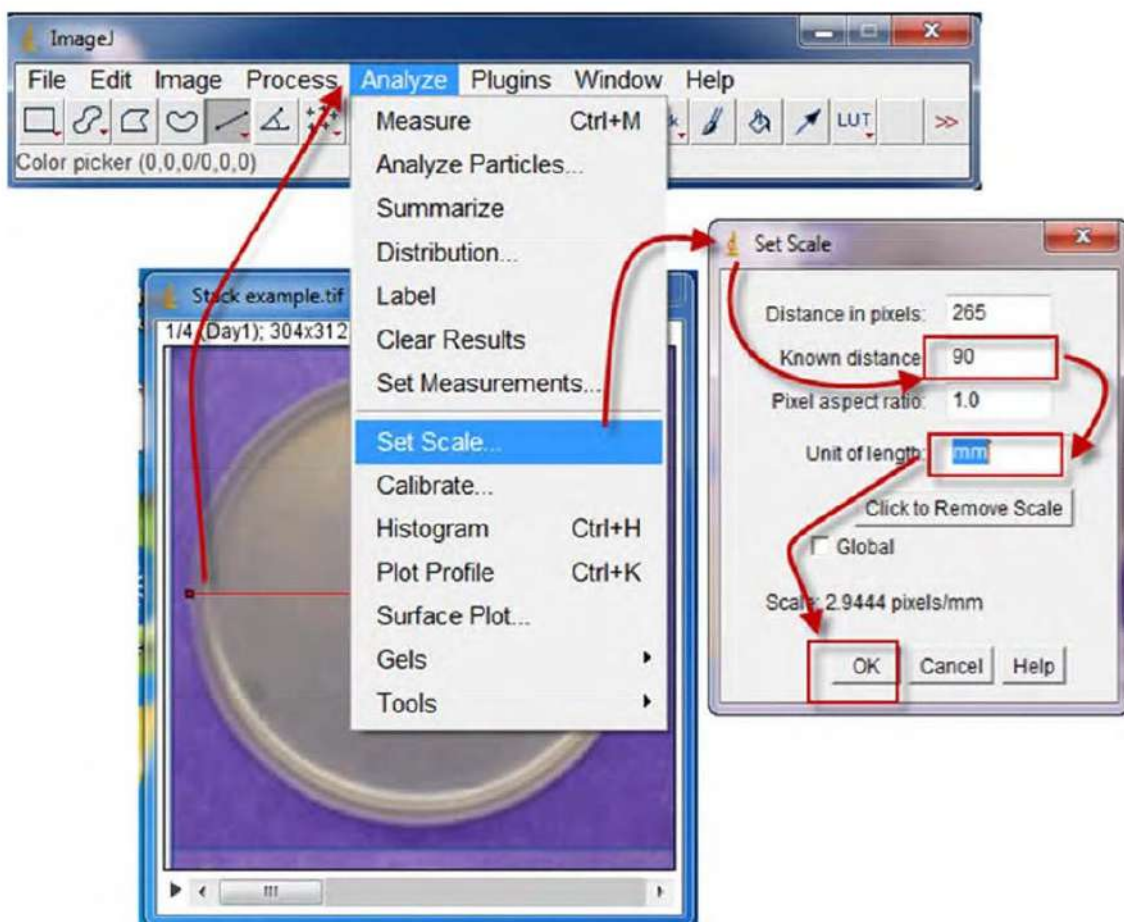 ImageJ
File Edit Image Process Analyze Plugins Window Help
LUT >>
Color picker (0,0,0/0,0,0)
Measure Ctrl+M
Analyze Particles...
Summarize
Distribution...
Label
Clear Results
Set Measurements...
Set Scale...
Calibrate...
Histogram Ctrl+H
Plot Profile Ctrl+K
Surface Plot...
Gels
Tools
Stack example.tif
1/4 (Day1); 304x312
Set Scale
Distance in pixels: 265
Known distance 90
Pixel aspect ratio: 1.0
Unit of length: mm
Click to Remove Scale
Global
Scale: 2.9444 pixels/mm
OK Cancel Help